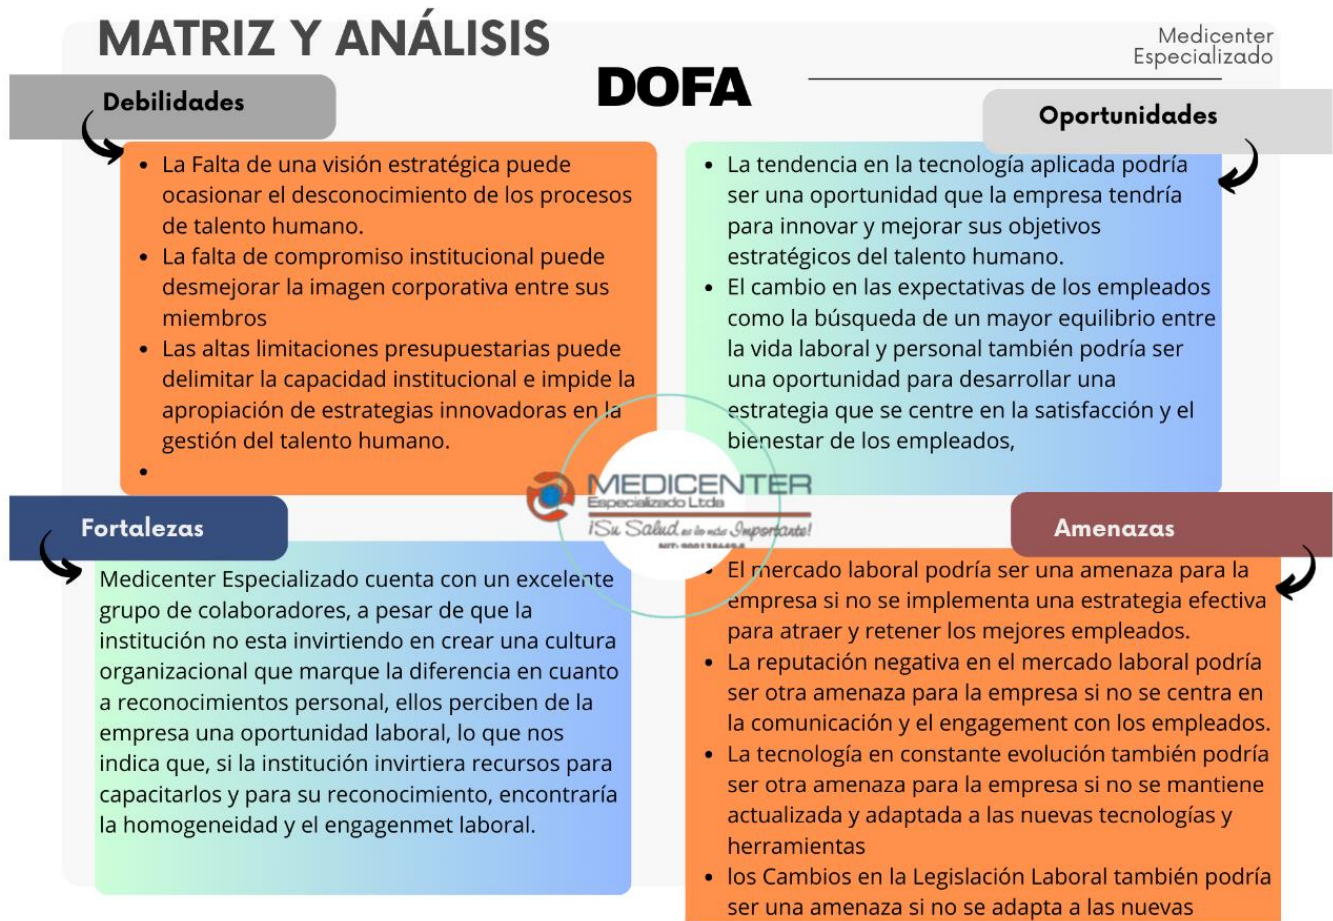 MATRIZ Y ANÁLISIS
DOFA
Medicenter
Especializado
Debilidades
• La Falta de una visión estratégica puede
ocasionar el desconocimiento de los procesos
de talento humano.
• La falta de compromiso institucional puede
desmejorar la imagen corporativa entre sus
miembros
• Las altas limitaciones presupuestarias puede
delimitar la capacidad institucional e impide la
apropiación de estrategias innovadoras en la
gestión del talento humano.
•
Oportunidades
• La tendencia en la tecnología aplicada podría
ser una oportunidad que la empresa tendría
para innovar y mejorar sus objetivos
estratégicos del talento humano.
• El cambio en las expectativas de los empleados
como la búsqueda de un mayor equilibrio entre
la vida laboral y personal también podría ser
una oportunidad para desarrollar una
estrategia que se centre en la satisfacción y el
bienestar de los empleados,
MEDICENTER
Especializado Ltda
¡Su Salud es lo más Importante!
NIT:
Fortalezas
Medicenter Especializado cuenta con un excelente
grupo de colaboradores, a pesar de que la
institución no esta invirtiendo en crear una cultura
organizacional que marque la diferencia en cuanto
a reconocimientos personal, ellos perciben de la
empresa una oportunidad laboral, lo que nos
indica que, si la institución invirtiera recursos para
capacitarlos y para su reconocimiento, encontraría
la homogeneidad y el engagenmet laboral.
Amenazas
• El mercado laboral podría ser una amenaza para la
empresa si no se implementa una estrategia efectiva
para atraer y retener los mejores empleados.
• La reputación negativa en el mercado laboral podría
ser otra amenaza para la empresa si no se centra en
la comunicación y el engagement con los empleados.
• La tecnología en constante evolución también podría
ser otra amenaza para la empresa si no se mantiene
actualizada y adaptada a las nuevas tecnologías y
herramientas
• los Cambios en la Legislación Laboral también podría
ser una amenaza si no se adapta a las nuevas